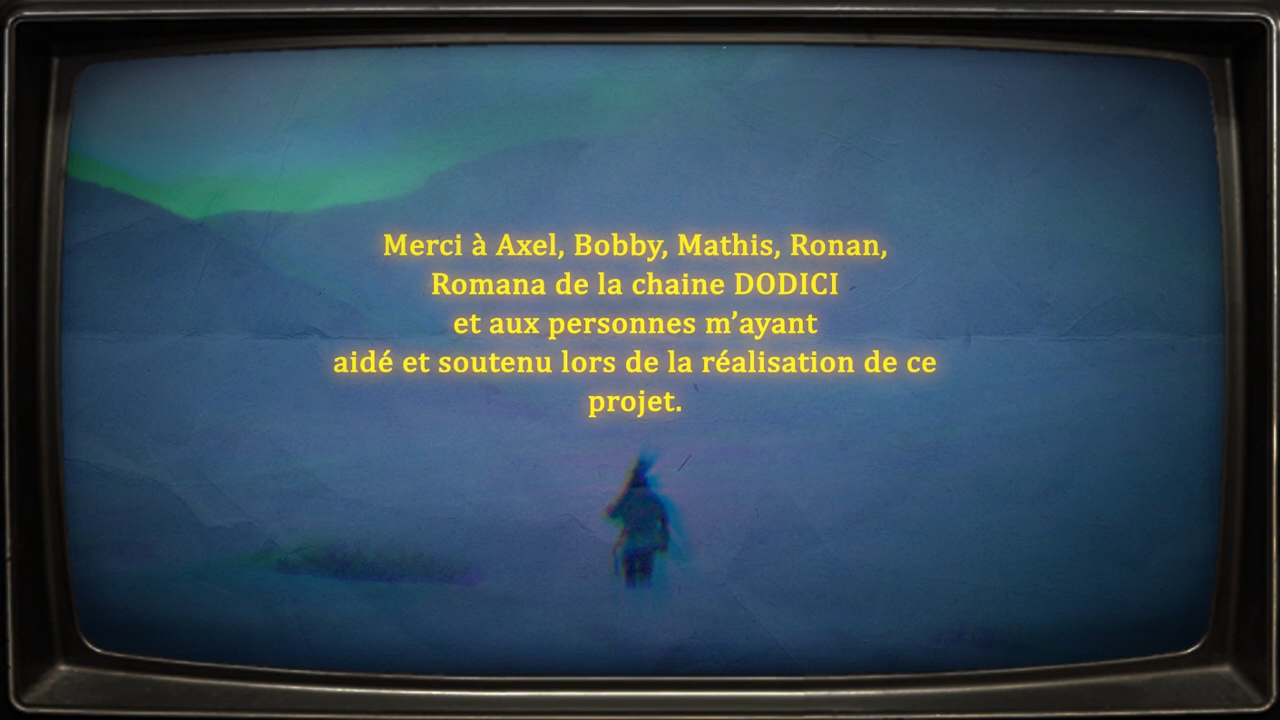 Merci à Axel, Bobby, Mathis, Ronan,
Romana de la chaine DODICI
et aux personnes m’ayant
aidé et soutenu lors de la réalisation de ce
projet.